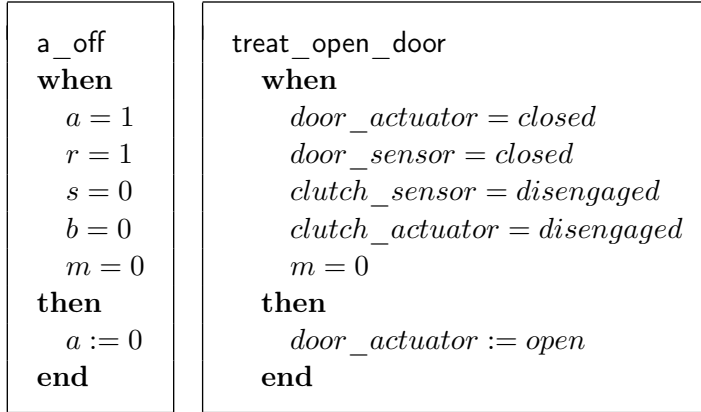 a_off
when
a = 1
r = 1
s = 0
b = 0
m = 0
then
a := 0
end
treat_open_door
when
door_actuator = closed
door_sensor = closed
clutch_sensor = disengaged
clutch_actuator = disengaged
m = 0
then
door_actuator := open
end